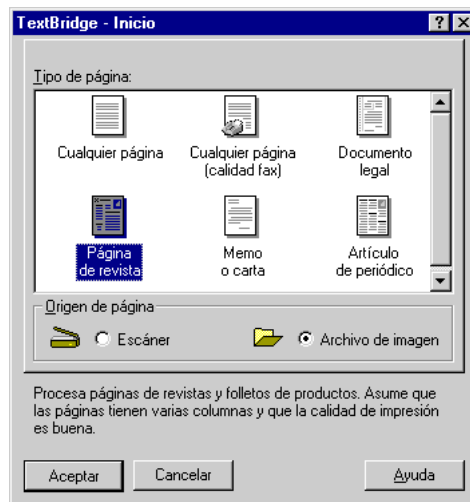 TextBridge - Inicio
Tipo de página:
Cualquier página
Cualquier página
(calidad fax)
Documento
legal
Página
de revista
Memo
o carta
Artículo
de periódico
Origen de página
Escáner
Archivo de imagen
Procesa páginas de revistas y folletos de productos. Asume que
las páginas tienen varias columnas y que la calidad de impresión
es buena.
Aceptar
Cancelar
Ayuda